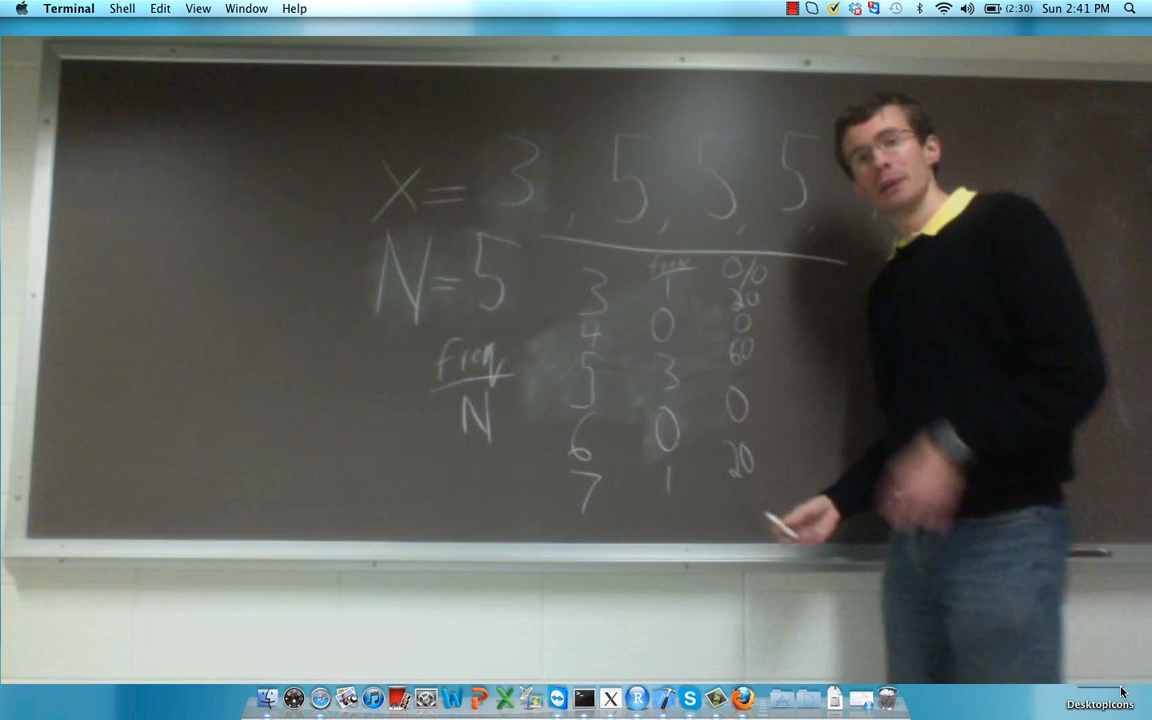 Terminal Shell Edit View Window Help (2:30) Sun 2:41 PM
x = 3, 5, 5, 5,
N = 5
freq %
3 1 20
4 0 0
5 3 60
6 0 0
7 1 20
freq
N
DesktopIcons